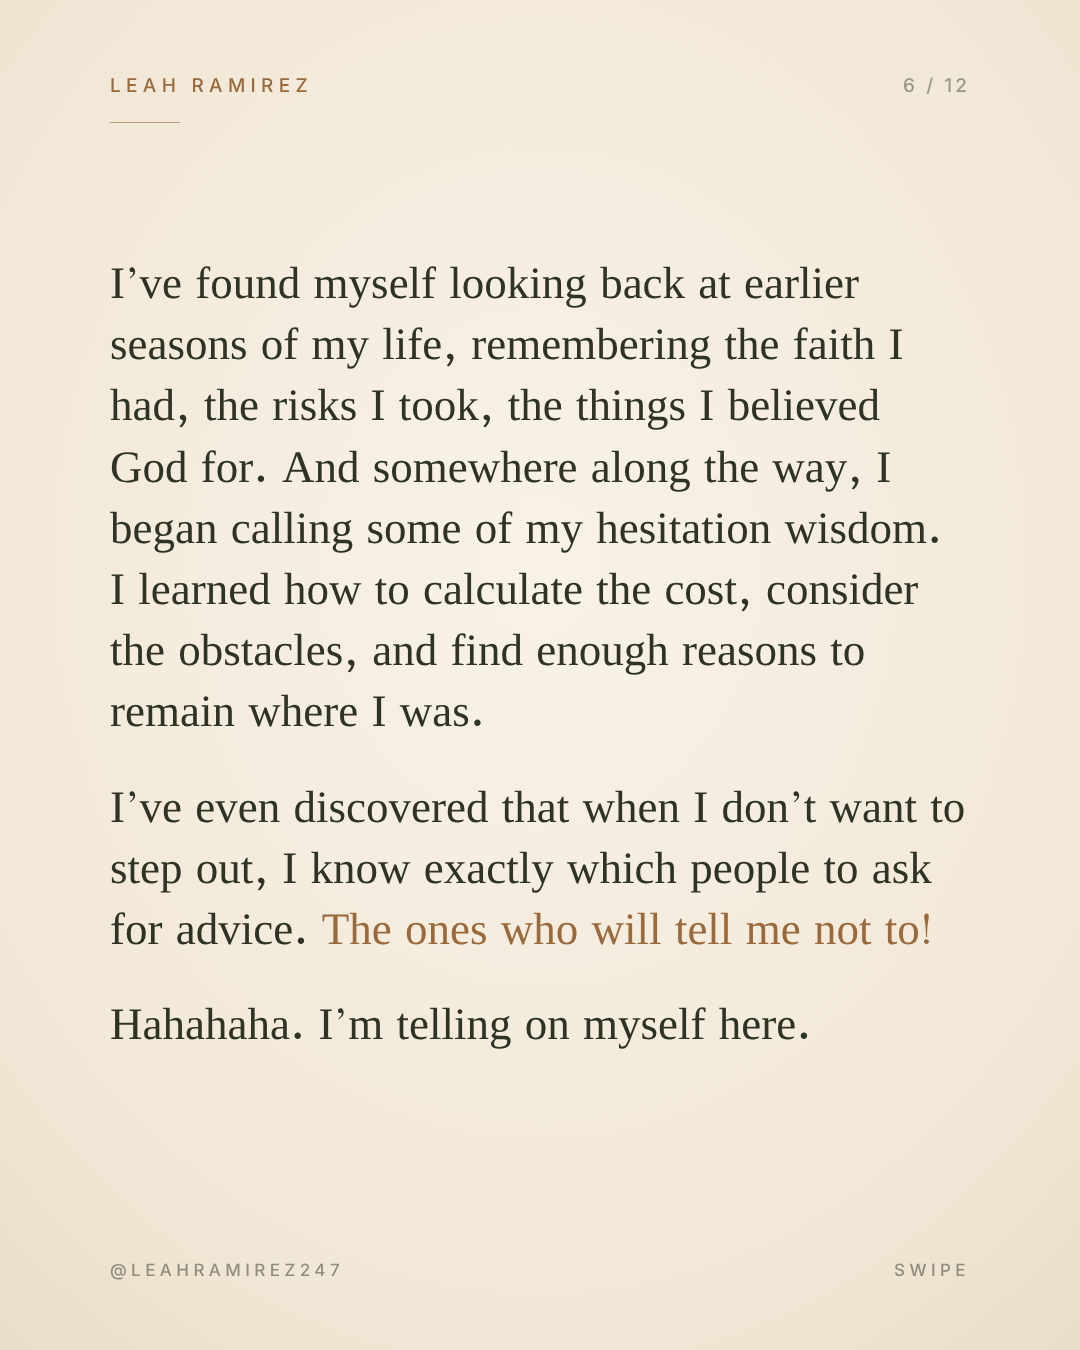 LEAH RAMIREZ
6 / 12
I’ve found myself looking back at earlier
seasons of my life, remembering the faith I
had, the risks I took, the things I believed
God for. And somewhere along the way, I
began calling some of my hesitation wisdom.
I learned how to calculate the cost, consider
the obstacles, and find enough reasons to
remain where I was.
I’ve even discovered that when I don’t want to
step out, I know exactly which people to ask
for advice. The ones who will tell me not to!
Hahahaha. I’m telling on myself here.
@LEAHRAMIREZ247
SWIPE